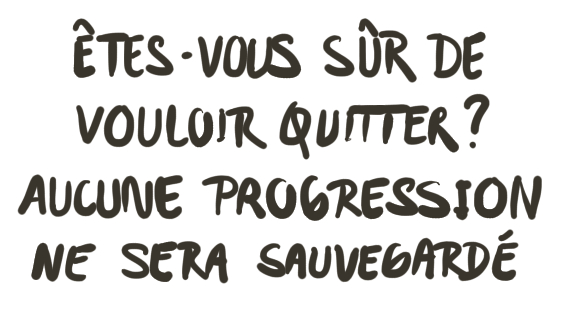 ÊTES-VOUS SÛR DE
VOULOIR QUITTER?
AUCUNE PROGRESSION
NE SERA SAUVEGARDÉ